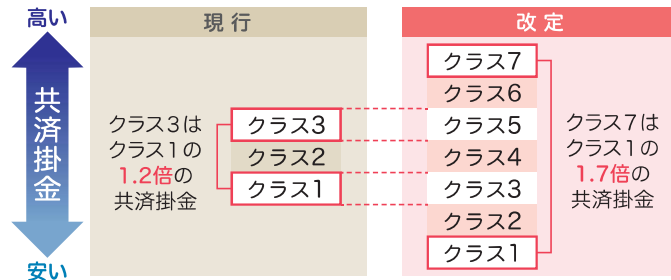 高い
共済掛金
安い
現行
クラス3は
クラス1の
1.2倍の
共済掛金
クラス3
クラス2
クラス1
改定
クラス7
クラス6
クラス5
クラス4
クラス3
クラス2
クラス1
クラス7は
クラス1の
1.7倍の
共済掛金